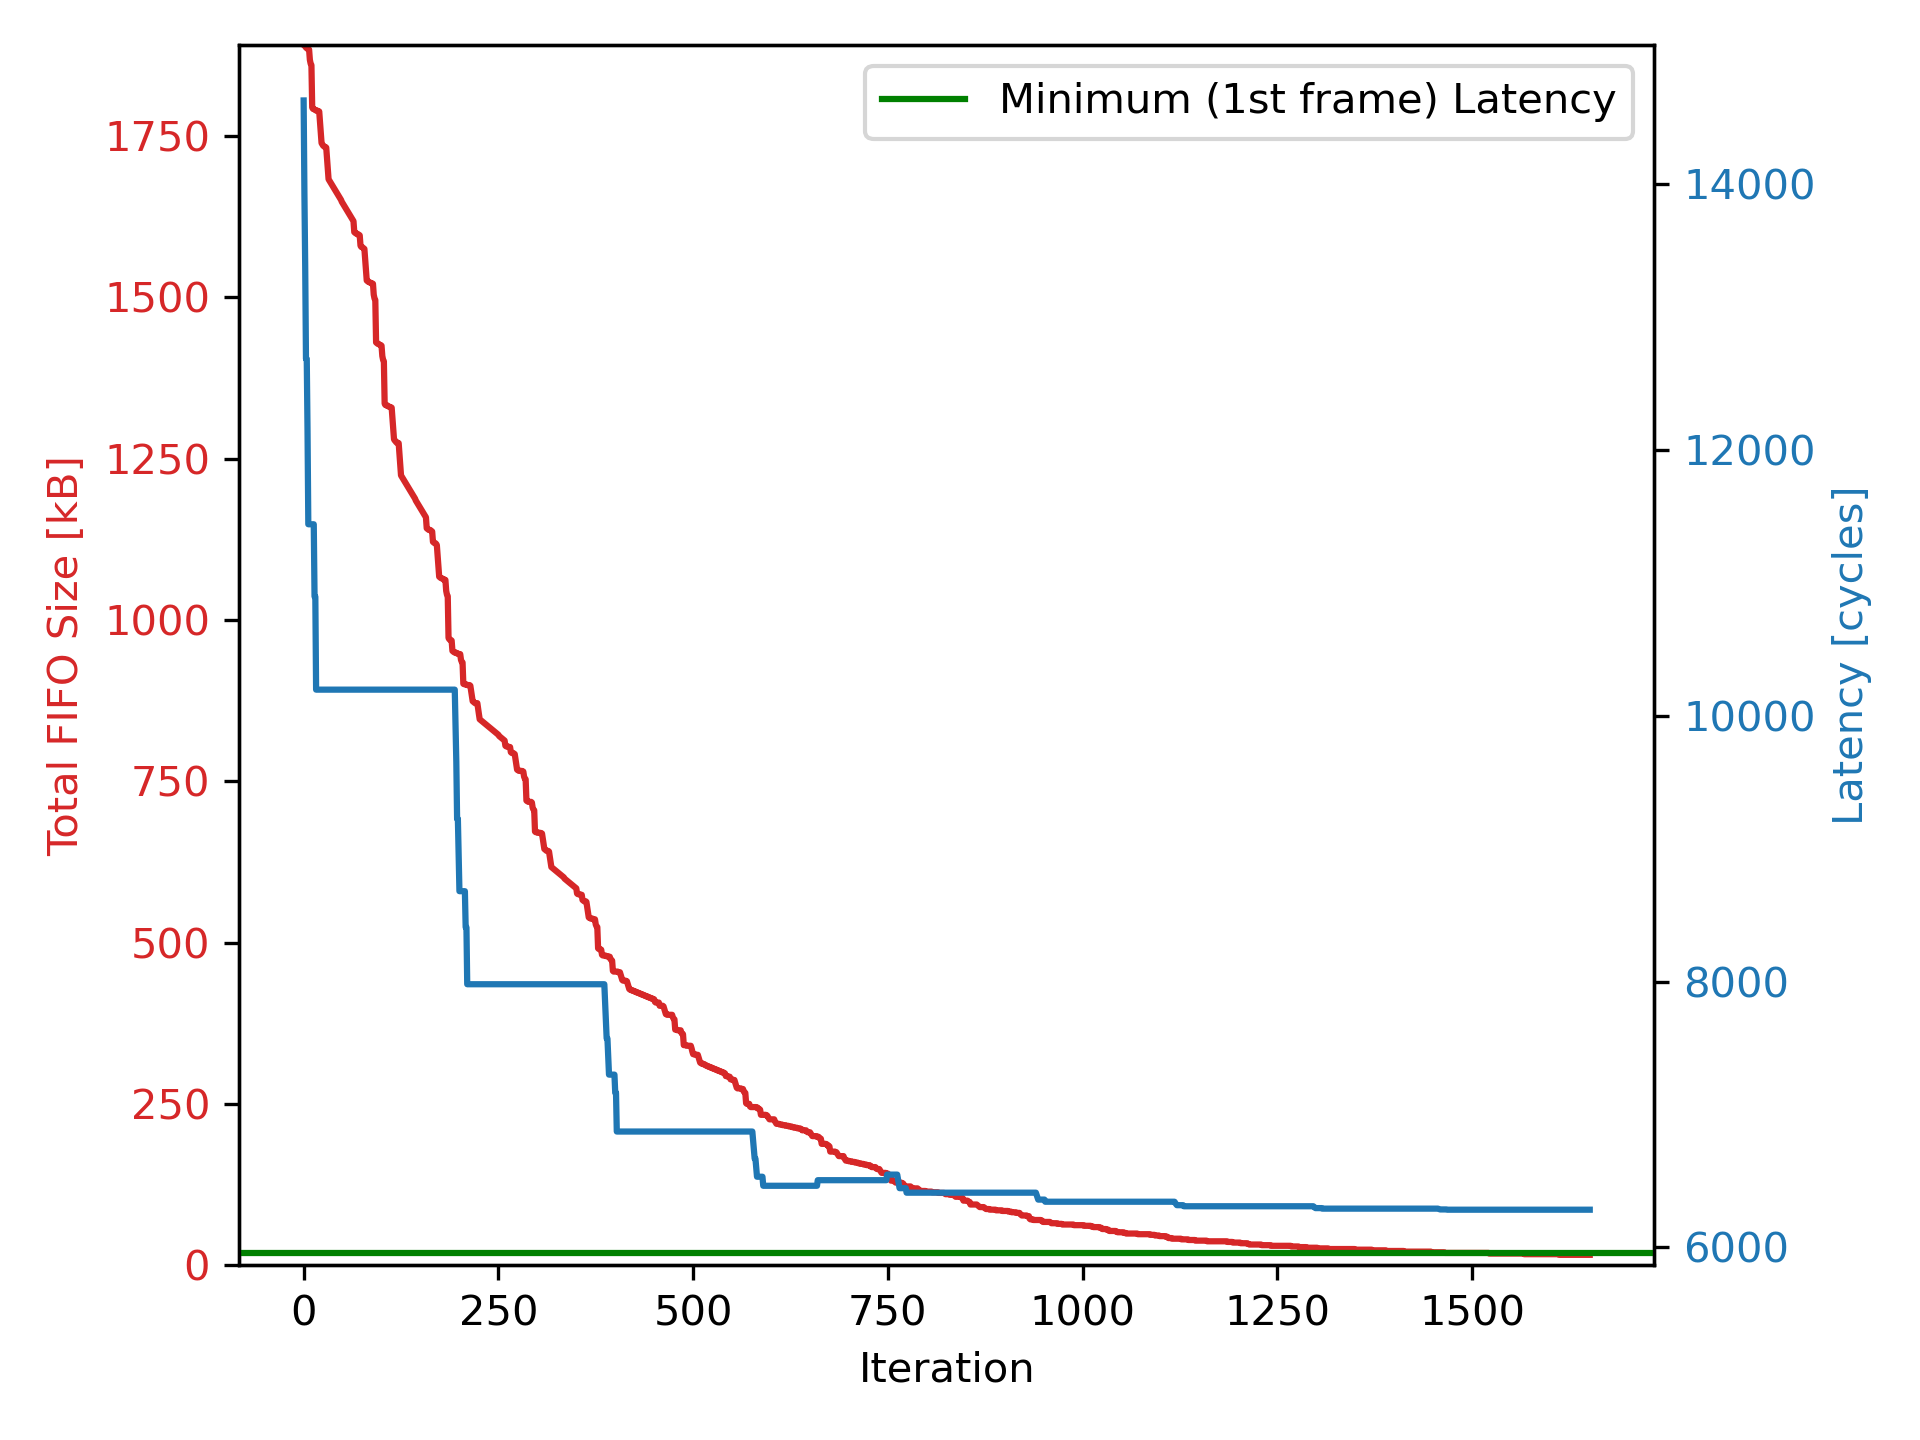 Minimum (1st frame) Latency
Total FIFO Size [kB]
1750
1500
1250
1000
750
500
250
0
Latency [cycles]
14000
12000
10000
8000
6000
0 250 500 750 1000 1250 1500
Iteration